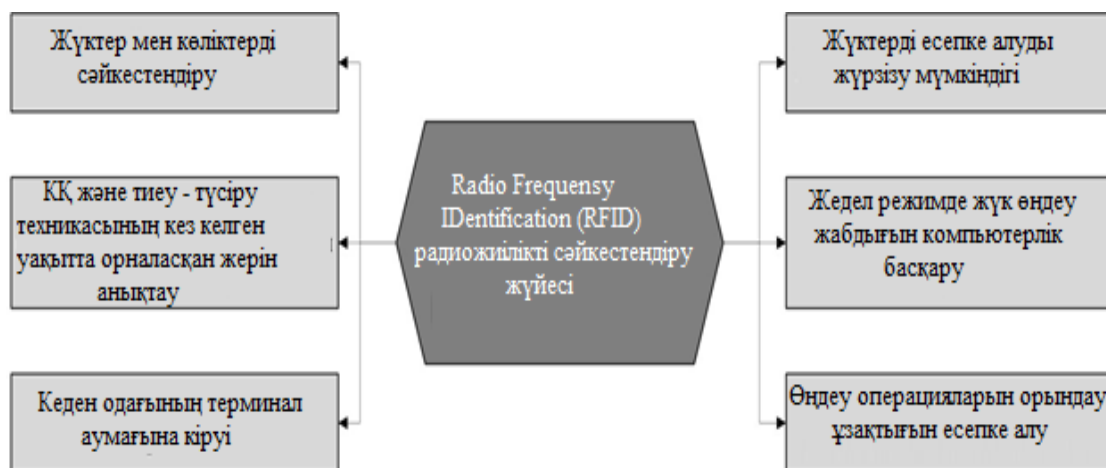 Жүктер мен көліктерді
сәйкестендіру
КҚ және тиеу - түсіру
техникасының кез келген
уақытта орналасқан жерін
анықтау
Кеден одағының терминал
аумағына кіруі
Radio Frequensy
IDentification (RFID)
радиожиілікті сәйкестендіру
жүйесі
Жүктерді есепке алуды
жүрзізу мүмкіндігі
Жедел режимде жүк өңдеу
жабдығын компьютерлік
басқару
Өңдеу операцияларын орындау
ұзақтығын есепке алу